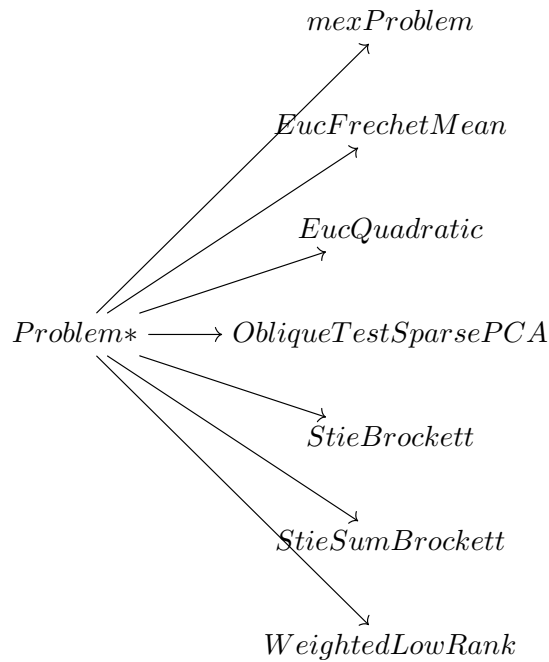 mexProblem
EucFrechetMean
EucQuadratic
Problem* ObliqueTestSparsePCA
StieBrockett
StieSumBrockett
WeightedLowRank